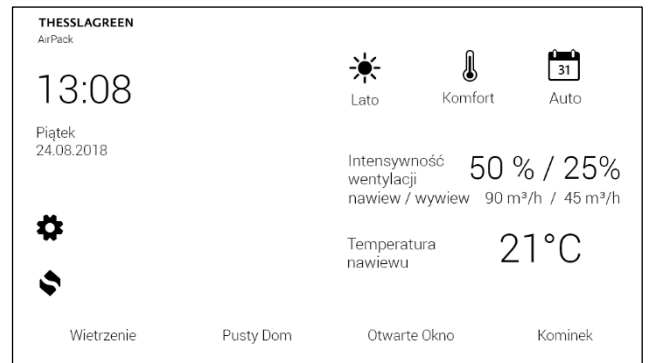 THESSLAGREEN
AirPack
13:08
Piątek
24.08.2018
31
Lato Komfort Auto
Intensywność
wentylacji
nawiew / wywiew
50 % / 25%
90 m³/h / 45 m³/h
Temperatura
nawiewu
21°C
Wietrzenie Pusty Dom Otwarte Okno Kominek